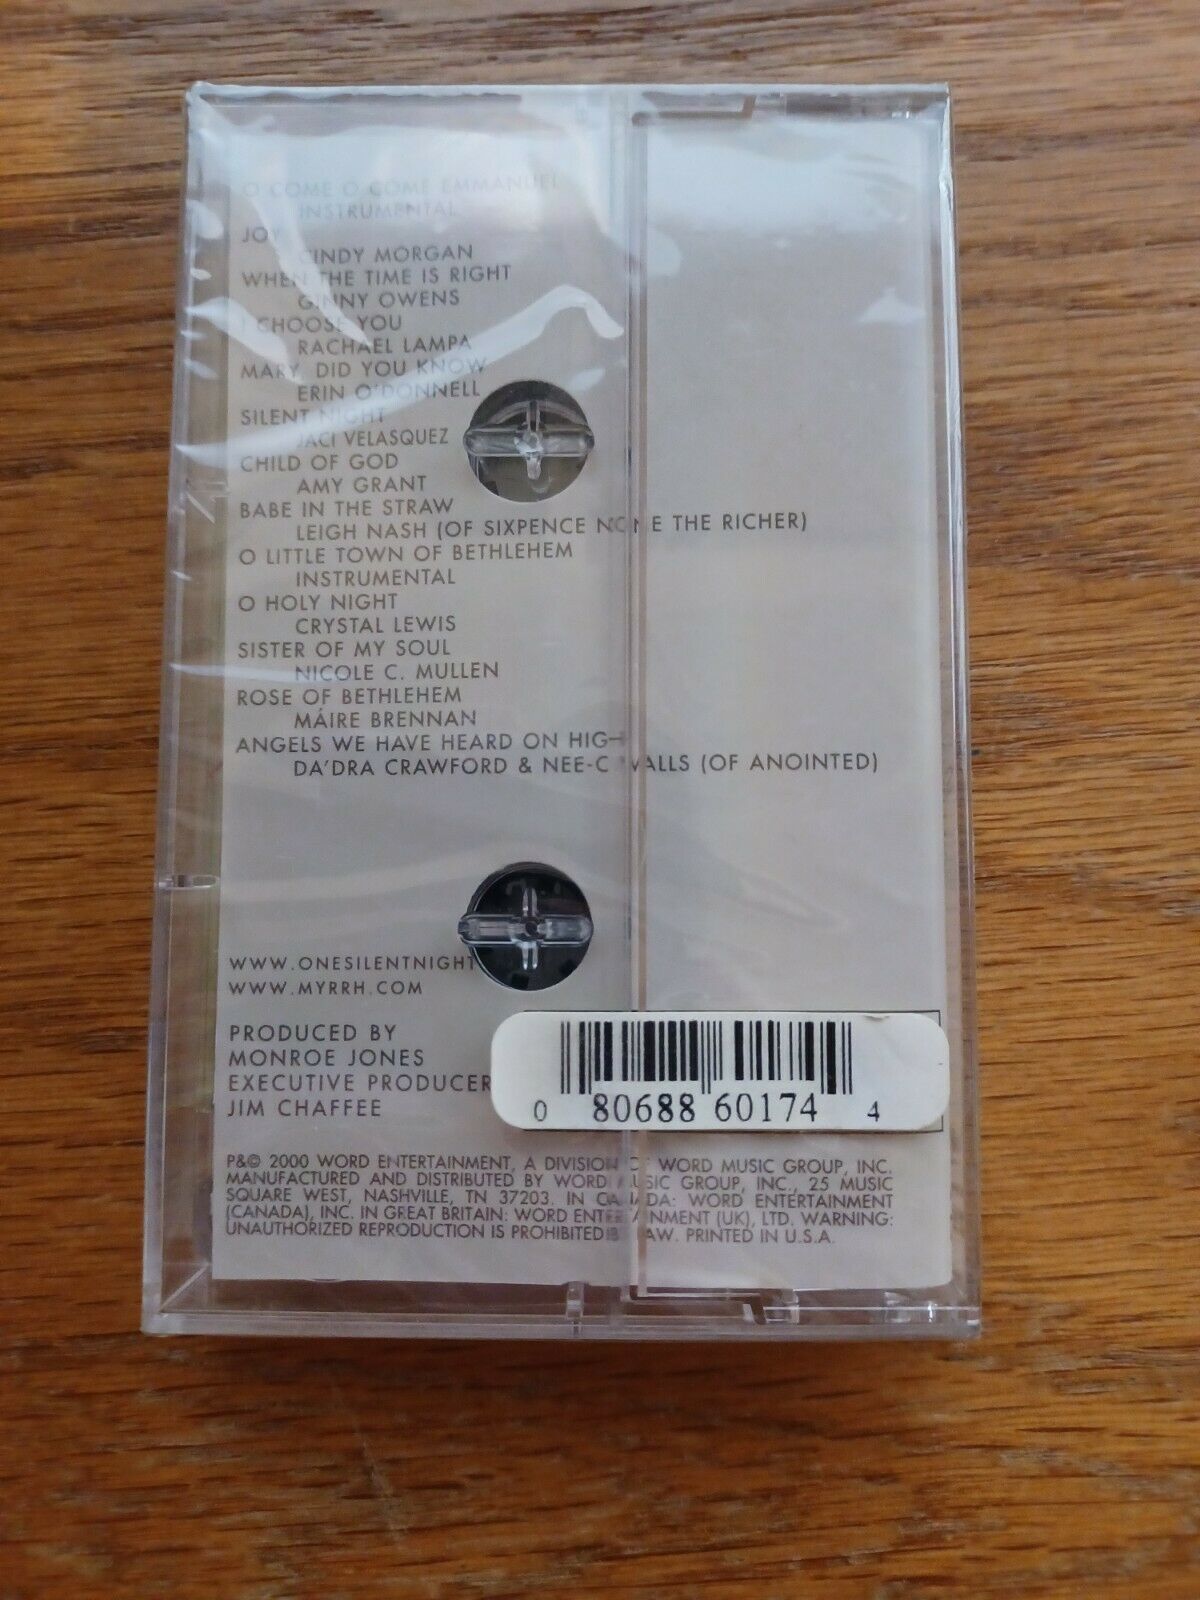 O COME O COME EMMANUEL
INSTRUMENTAL
JOY
CINDY MORGAN
WHEN THE TIME IS RIGHT
GINNY OWENS
I CHOOSE YOU
RACHAEL LAMPA
MARY, DID YOU KNOW
ERIN O'DONNELL
SILENT NIGHT
JACI VELASQUEZ
CHILD OF GOD
AMY GRANT
BABE IN THE STRAW
LEIGH NASH (OF SIXPENCE NONE THE RICHER)
O LITTLE TOWN OF BETHLEHEM
INSTRUMENTAL
O HOLY NIGHT
CRYSTAL LEWIS
SISTER OF MY SOUL
NICOLE C. MULLEN
ROSE OF BETHLEHEM
MÁIRE BRENNAN
ANGELS WE HAVE HEARD ON HIGH
DA'DRA CRAWFORD & NEE-C WALLS (OF ANOINTED)
WWW.ONESILENTNIGHT
WWW.MYRRH.COM
PRODUCED BY
MONROE JONES
EXECUTIVE PRODUCER
JIM CHAFFEE
0 80688 60174 4
P&© 2000 WORD ENTERTAINMENT, A DIVISION OF WORD MUSIC GROUP, INC.
MANUFACTURED AND DISTRIBUTED BY WORD MUSIC GROUP, INC., 25 MUSIC
SQUARE WEST, NASHVILLE, TN 37203. IN CANADA: WORD ENTERTAINMENT
(CANADA), INC. IN GREAT BRITAIN: WORD ENTERTAINMENT (UK), LTD. WARNING:
UNAUTHORIZED REPRODUCTION IS PROHIBITED BY LAW. PRINTED IN U.S.A.